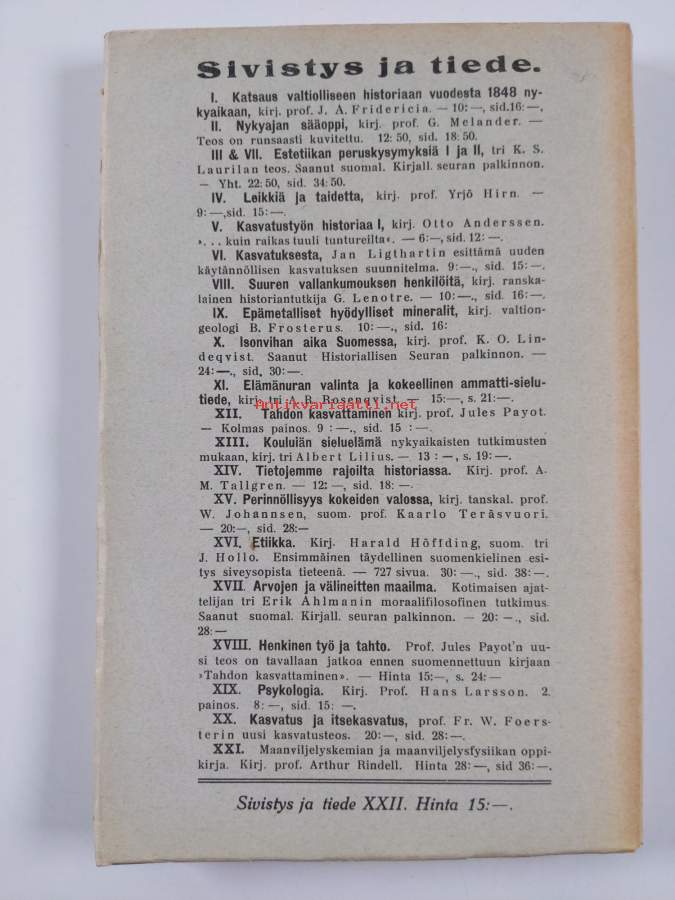 Sivistys ja tiede.
I. Katsaus valtiolliseen historiaan vuodesta 1848 ny-
kyaikaan, kirj. prof. J. A. Fridericia. — 10: —, sid. 16: —,
II. Nykyajan sääoppi, kirj. prof. G. Melander. —
Teos on runsaasti kuvitettu. 12: 50, sid. 18: 50.
III & VII. Estetiikan peruskysymyksiä I ja II, tri K. S.
Laurilan teos. Saanut suomal. Kirjall. seuran palkinnon.
— Yht. 22: 50, sid. 34: 50.
IV. Leikkiä ja taidetta, kirj. prof. Yrjö Hirn. —
9: —, sid. 15: —.
V. Kasvatustyön historiaa I, kirj. Otto Anderssen.
». . . kuin raikas tuuli tuntureilta«. — 6: —, sid. 12: —.
VI. Kasvatuksesta, Jan Ligthartin esittämä uuden
käytännöllisen kasvatuksen suunnitelma. 9: —., sid. 15: —.
VIII. Suuren vallankumouksen henkilöitä, kirj. ranska-
lainen historiantutkija G. Lenotre. — 10: —., sid. 16: —.
IX. Epämetalliset hyödylliset mineralit, kirj. valtion-
geologi B. Frosterus. 10: —., sid. 16:
X. Isonvihan aika Suomessa, kirj. prof. K. O. Lin-
deqvist. Saanut Historiallisen Seuran palkinnon. —
24: —., sid, 30: —.
XI. Elämänuran valinta ja kokeellinen ammatti-sielu-
tiede, kirj. tri A. R. Rosenqvist. — 15: —, s. 21: —.
antikvariaatti.net
XII. Tahdon kasvattaminen kirj. prof. Jules Payot.
— Kolmas painos. 9 : —., sid. 15 : —.
XIII. Kouluiän sieluelämä nykyaikaisten tutkimusten
mukaan, kirj. tri Albert Lilius. — 13 : —, s. 19: —.
XIV. Tietojemme rajoilta historiassa. Kirj. prof. A.
M. Tallgren. — 12: —, sid. 18: —.
XV. Perinnöllisyys kokeiden valossa, kirj. tanskal. prof.
W. Johannsen, suom. prof. Kaarlo Teräsvuori.
— 20: —, sid. 28: —
XVI. Etiikka. Kirj. Harald Höffding, suom. tri
J. Hollo. Ensimmäinen täydellinen suomenkielinen esi-
tys siveysopista tieteenä. — 727 sivua. 30: —., sid. 38: —.
XVII. Arvojen ja välineitten maailma. Kotimaisen ajat-
telijan tri Erik Ahlmanin moraalifilosofinen tutkimus.
Saanut suomal. Kirjall. seuran palkinnon. — 20: —., sid.
28: —
XVIII. Henkinen työ ja tahto. Prof. Jules Payot'n uu-
si teos on tavallaan jatkoa ennen suomennettuun kirjaan
»Tahdon kasvattaminen». — Hinta 15: —, s. 24: —
XIX. Psykologia. Kirj. Prof. Hans Larsson. 2.
painos. 8: —, sid. 15: —.
XX. Kasvatus ja itsekasvatus, prof. Fr. W. Foers-
terin uusi kasvatusteos. 20: —, sid. 28: —.
XXI. Maanviljelyskemian ja maanviljelysfysiikan oppi-
kirja. Kirj. prof. Arthur Rindell. Hinta 28: —, sid 36: —.
Sivistys ja tiede XXII. Hinta 15: —.